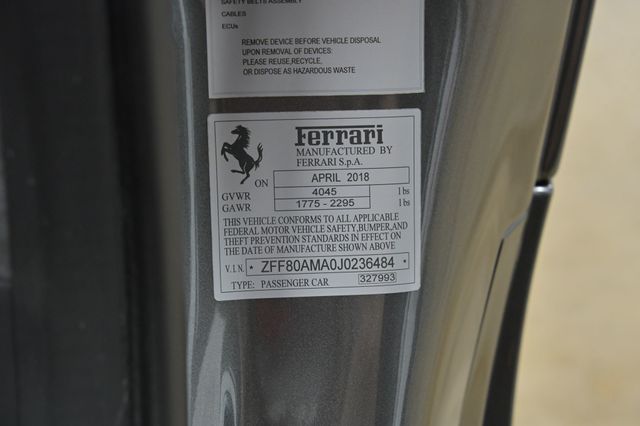 SAFETY BELTS ASSEMBLY
CABLES
ECUs
REMOVE DEVICE BEFORE VEHICLE DISPOSAL
UPON REMOVAL OF DEVICES:
PLEASE REUSE,RECYCLE,
OR DISPOSE AS HAZARDOUS WASTE
Ferrari
MANUFACTURED BY
FERRARI S.p.A.
ON APRIL 2018
GVWR 4045 lbs
GAWR 1775 - 2295 lbs
THIS VEHICLE CONFORMS TO ALL APPLICABLE
FEDERAL MOTOR VEHICLE SAFETY,BUMPER,AND
THEFT PREVENTION STANDARDS IN EFFECT ON
THE DATE OF MANUFACTURE SHOWN ABOVE
V.I.N. * ZFF80AMA0J0236484 *
TYPE: PASSENGER CAR 327993